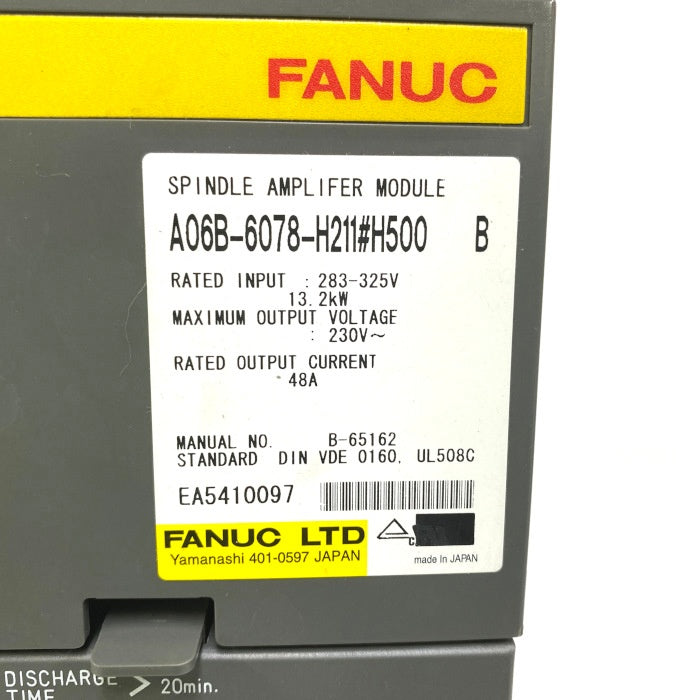 FANUC
SPINDLE AMPLIFER MODULE
A06B-6078-H211#H500 B
RATED INPUT : 283-325V
13.2kW
MAXIMUM OUTPUT VOLTAGE
: 230V~
RATED OUTPUT CURRENT
48A
MANUAL NO. B-65162
STANDARD DIN VDE 0160, UL508C
EA5410097
FANUC LTD
Yamanashi 401-0597 JAPAN
made In JAPAN
DISCHARGE
TIME > 20min.